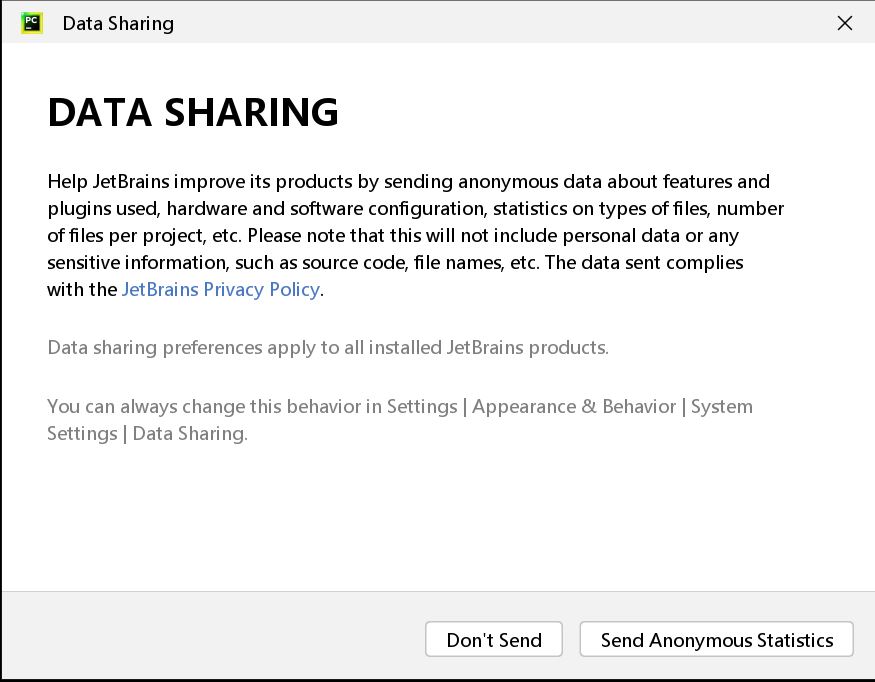 PC
Data Sharing
DATA SHARING
Help JetBrains improve its products by sending anonymous data about features and
plugins used, hardware and software configuration, statistics on types of files, number
of files per project, etc. Please note that this will not include personal data or any
sensitive information, such as source code, file names, etc. The data sent complies
with the JetBrains Privacy Policy.
Data sharing preferences apply to all installed JetBrains products.
You can always change this behavior in Settings | Appearance & Behavior | System
Settings | Data Sharing.
Don't Send
Send Anonymous Statistics